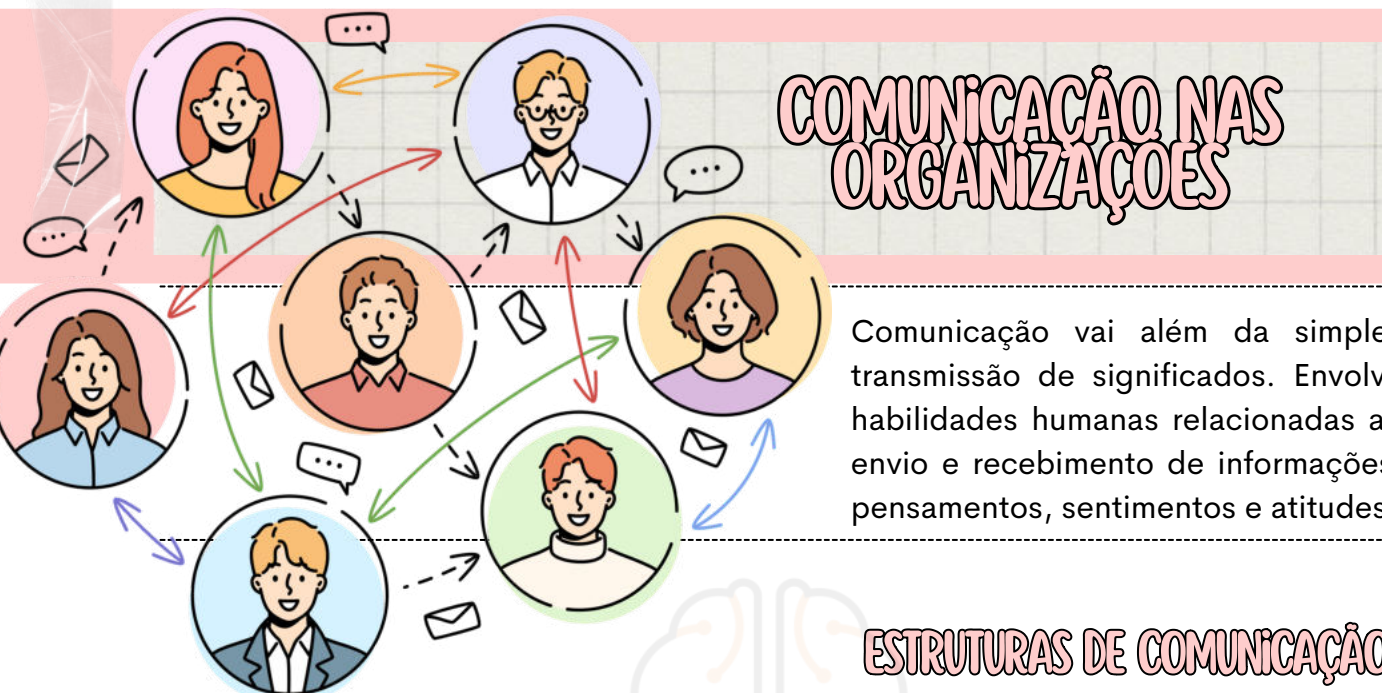 COMUNICAÇÃO NAS
ORGANIZAÇÕES
Comunicação vai além da simple
transmissão de significados. Envolv
habilidades humanas relacionadas a
envio e recebimento de informações
pensamentos, sentimentos e atitudes
ESTRUTURAS DE COMUNICAÇÃO